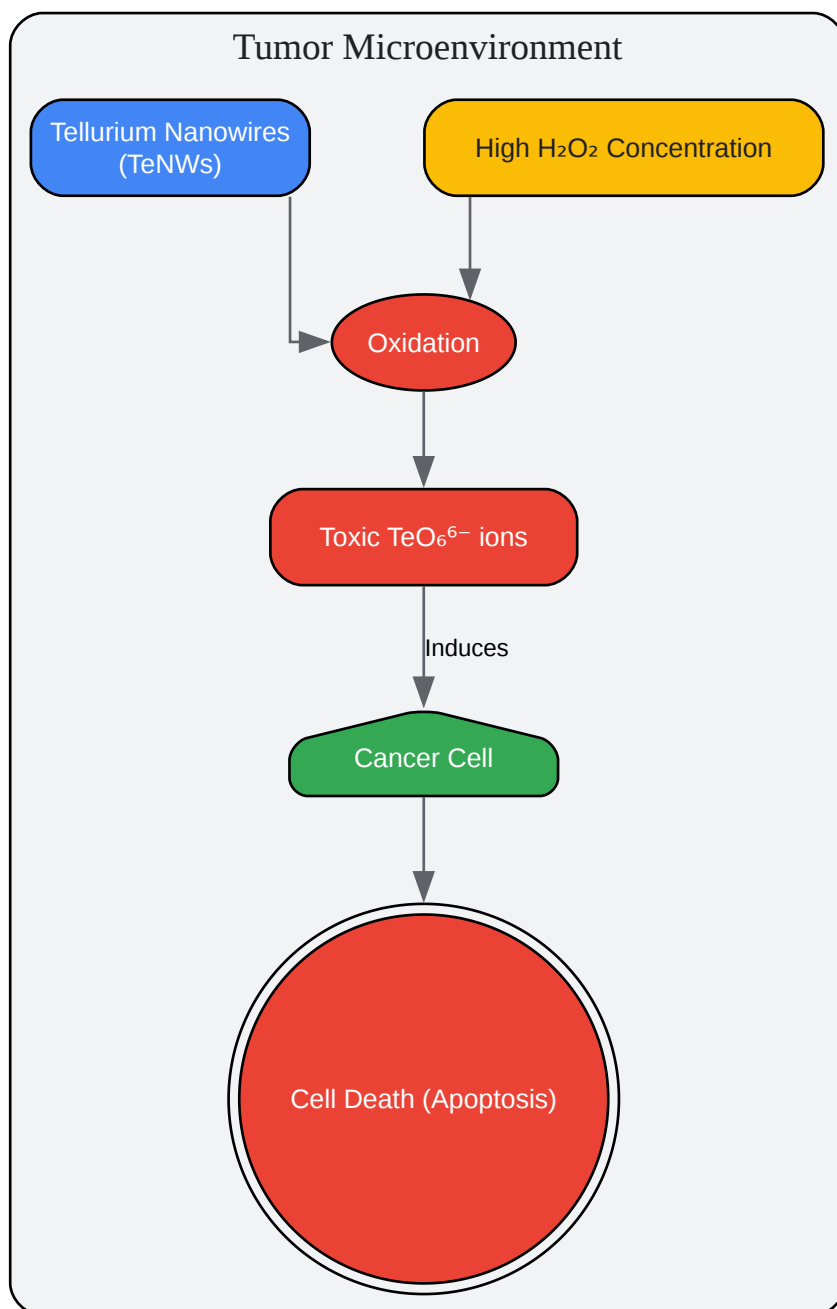 Tumor Microenvironment
Tellurium Nanowires
(TeNWs)
High H₂O₂ Concentration
Oxidation
Toxic TeO₆⁶⁻ ions
Induces
Cancer Cell
Cell Death (Apoptosis)